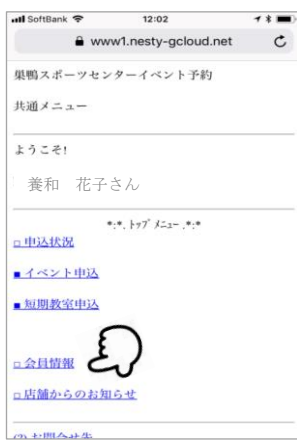 SoftBank 12:02
www1.nesty-gcloud.net
巣鴨スポーツセンターイベント予約
共通メニュー
ようこそ!
養和 花子さん
*:*.トップメニュー.*:*
□申込状況
■イベント申込
■短期教室申込
□会員情報
□店舗からのお知らせ